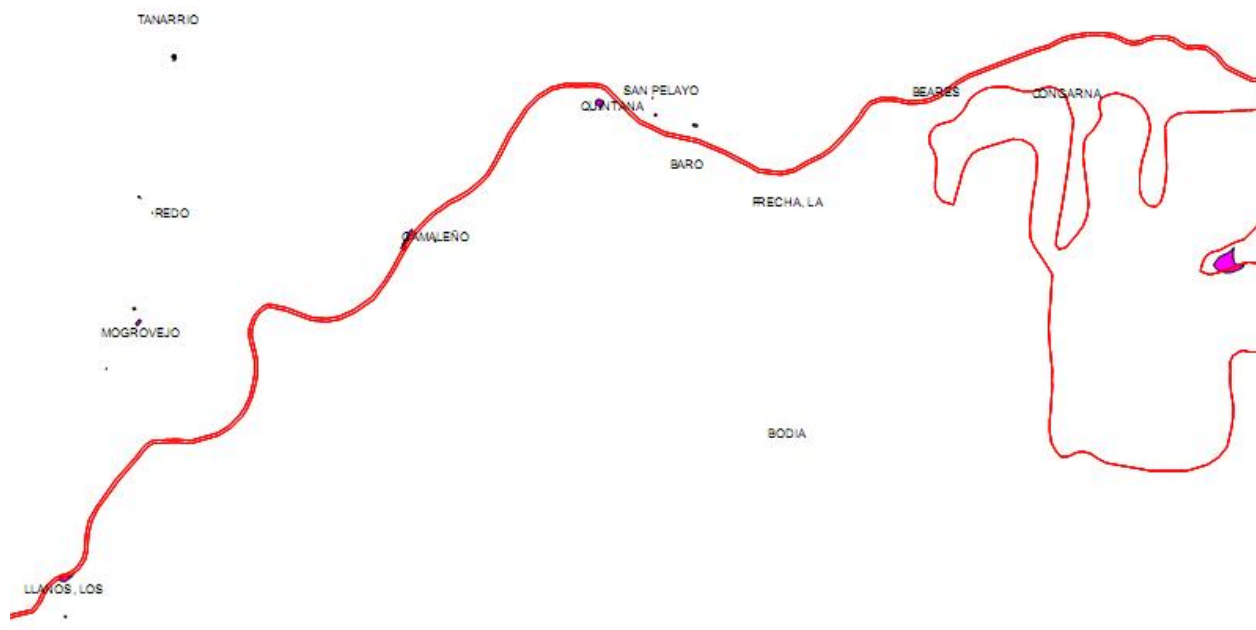 TANARRIO
SAN PELAYO
BEARES
CONGARNA
QUINTANA
BARO
FRECHA, LA
REDO
CAMALEÑO
MOGROVEJO
BODIA
LLANOS, LOS